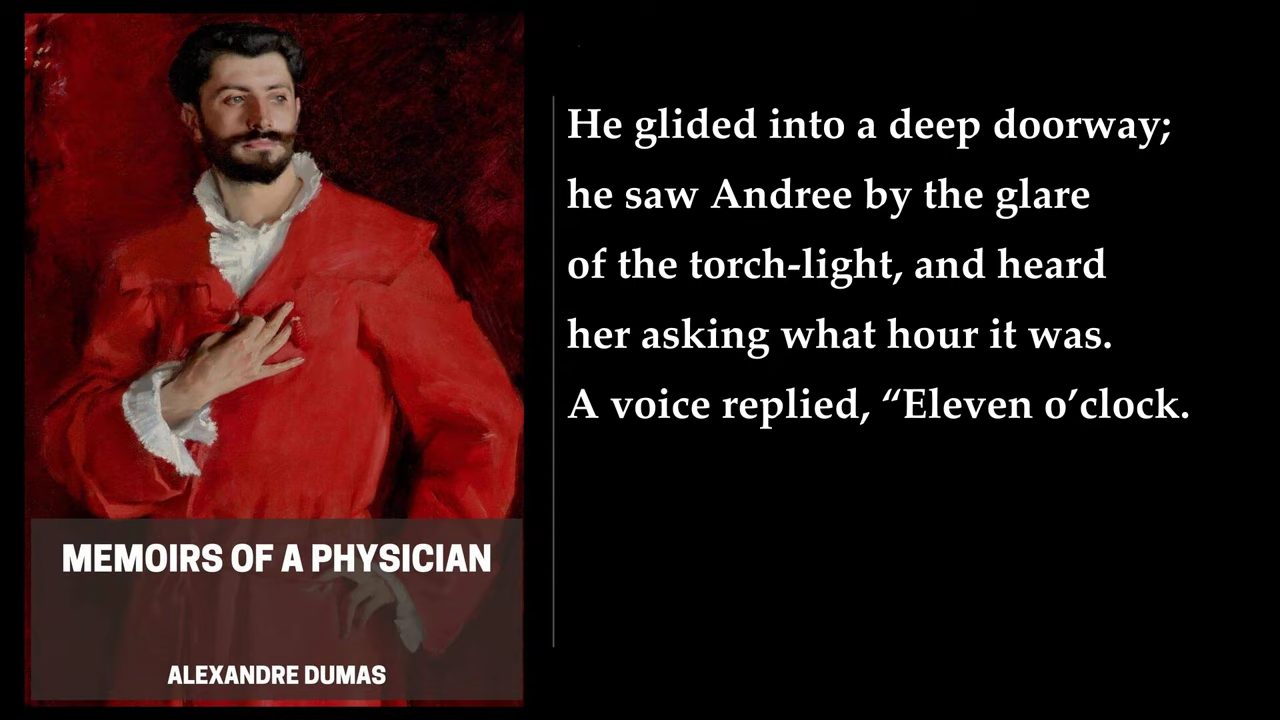 He glided into a deep doorway;
he saw Andree by the glare
of the torch-light, and heard
her asking what hour it was.
A voice replied, “Eleven o’clock.
MEMOIRS OF A PHYSICIAN
ALEXANDRE DUMAS